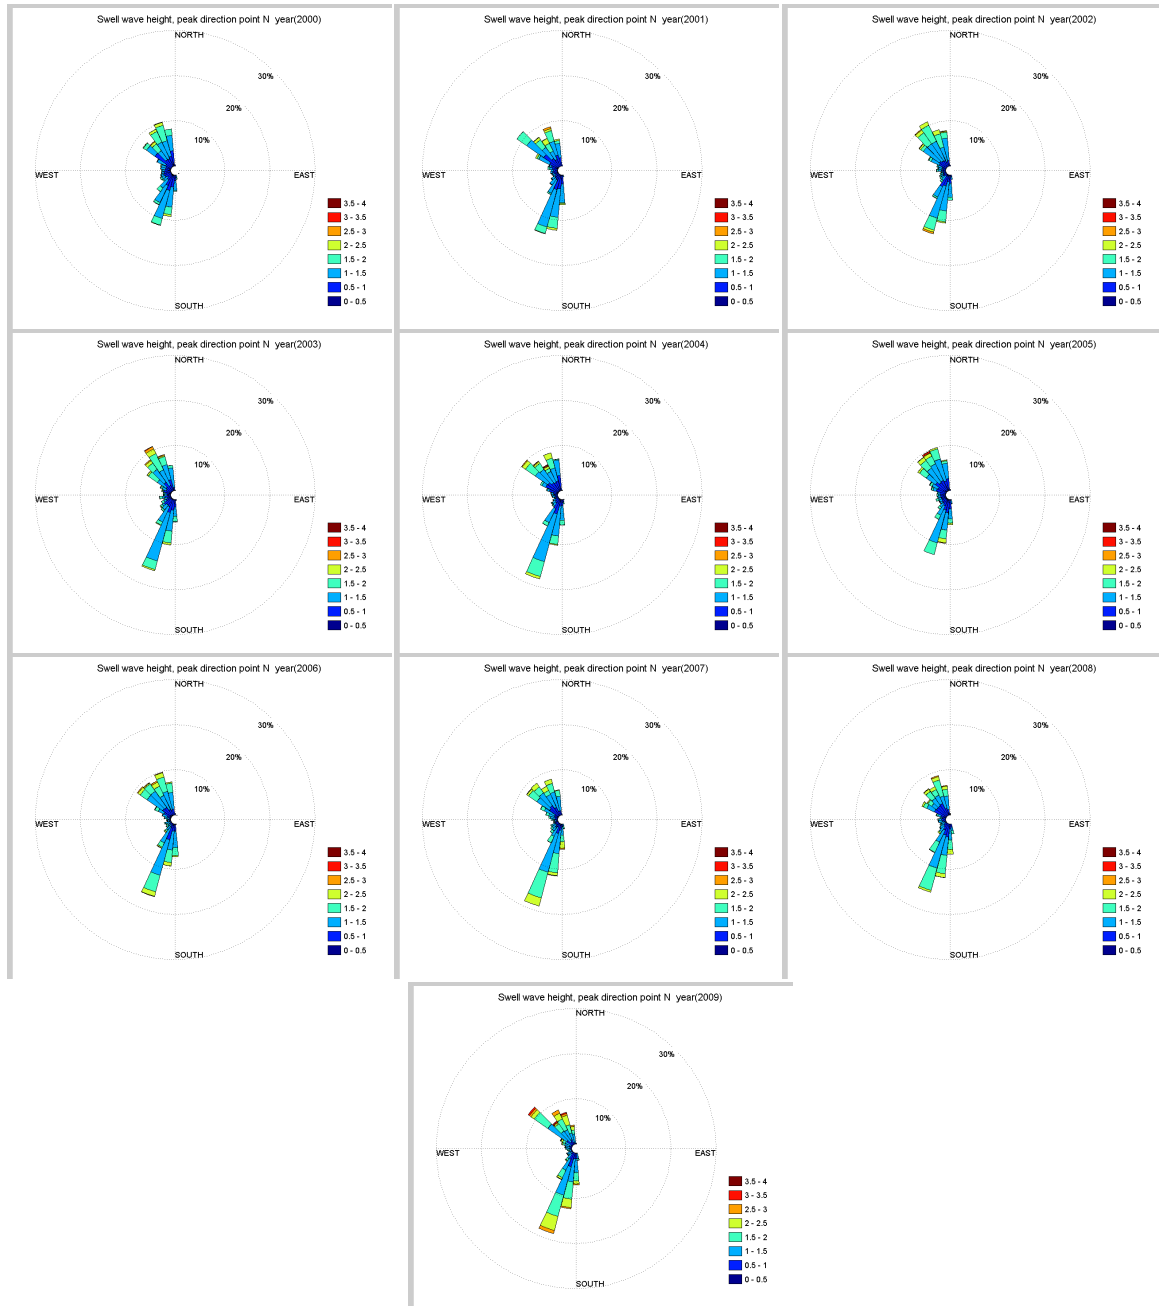 Swell wave height, peak direction point N year(2000)
NORTH
30%
20%
10%
WEST
EAST
SOUTH
3.5 - 4
3 - 3.5
2.5 - 3
2 - 2.5
1.5 - 2
1 - 1.5
0.5 - 1
0 - 0.5
Swell wave height, peak direction point N year(2001)
NORTH
30%
20%
10%
WEST
EAST
SOUTH
3.5 - 4
3 - 3.5
2.5 - 3
2 - 2.5
1.5 - 2
1 - 1.5
0.5 - 1
0 - 0.5
Swell wave height, peak direction point N year(2002)
NORTH
30%
20%
10%
WEST
EAST
SOUTH
3.5 - 4
3 - 3.5
2.5 - 3
2 - 2.5
1.5 - 2
1 - 1.5
0.5 - 1
0 - 0.5
Swell wave height, peak direction point N year(2003)
NORTH
30%
20%
10%
WEST
EAST
SOUTH
3.5 - 4
3 - 3.5
2.5 - 3
2 - 2.5
1.5 - 2
1 - 1.5
0.5 - 1
0 - 0.5
Swell wave height, peak direction point N year(2004)
NORTH
30%
20%
10%
WEST
EAST
SOUTH
3.5 - 4
3 - 3.5
2.5 - 3
2 - 2.5
1.5 - 2
1 - 1.5
0.5 - 1
0 - 0.5
Swell wave height, peak direction point N year(2005)
NORTH
30%
20%
10%
WEST
EAST
SOUTH
3.5 - 4
3 - 3.5
2.5 - 3
2 - 2.5
1.5 - 2
1 - 1.5
0.5 - 1
0 - 0.5
Swell wave height, peak direction point N year(2006)
NORTH
30%
20%
10%
WEST
EAST
SOUTH
3.5 - 4
3 - 3.5
2.5 - 3
2 - 2.5
1.5 - 2
1 - 1.5
0.5 - 1
0 - 0.5
Swell wave height, peak direction point N year(2007)
NORTH
30%
20%
10%
WEST
EAST
SOUTH
3.5 - 4
3 - 3.5
2.5 - 3
2 - 2.5
1.5 - 2
1 - 1.5
0.5 - 1
0 - 0.5
Swell wave height, peak direction point N year(2008)
NORTH
30%
20%
10%
WEST
EAST
SOUTH
3.5 - 4
3 - 3.5
2.5 - 3
2 - 2.5
1.5 - 2
1 - 1.5
0.5 - 1
0 - 0.5
Swell wave height, peak direction point N year(2009)
NORTH
30%
20%
10%
WEST
EAST
SOUTH
3.5 - 4
3 - 3.5
2.5 - 3
2 - 2.5
1.5 - 2
1 - 1.5
0.5 - 1
0 - 0.5